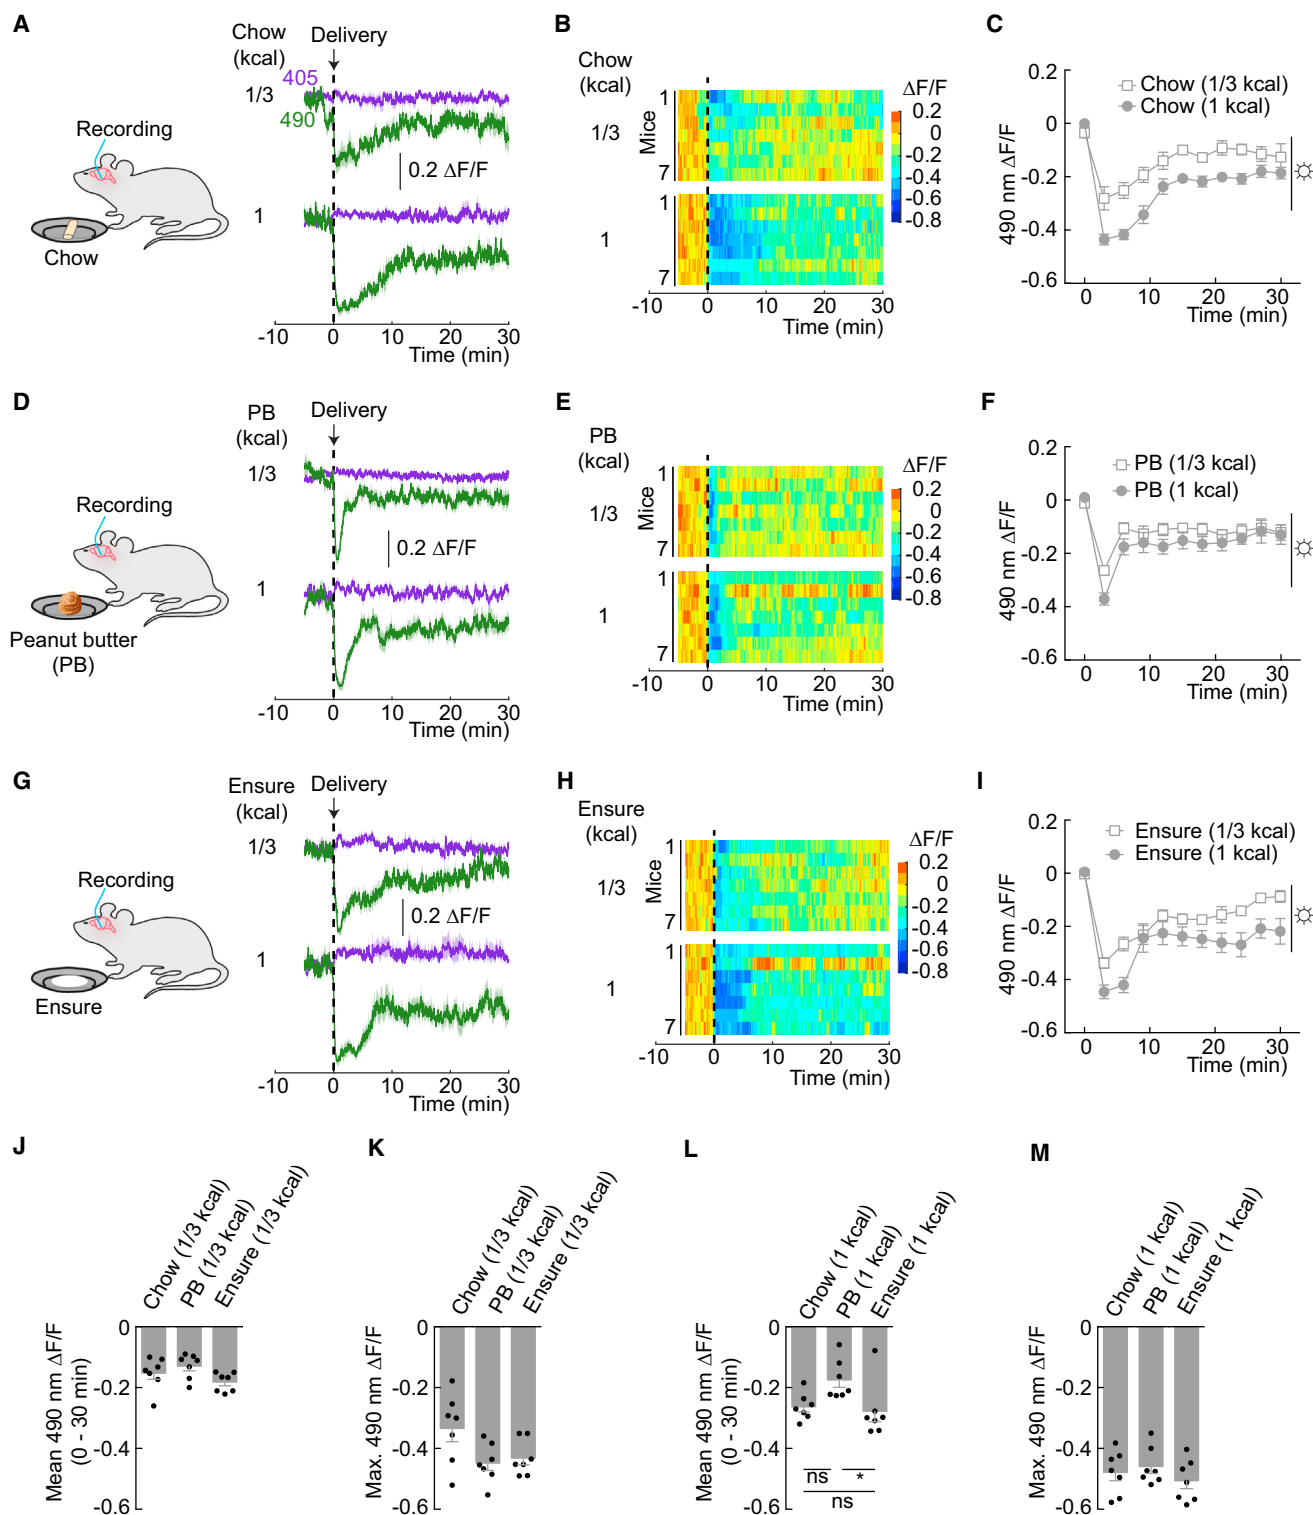 A
Recording
Chow
Chow
(kcal)
Delivery
405
1/3
490
0.2 ΔF/F
1
-10 0 10 20 30
Time (min)
B
Chow
(kcal)
1/3
1
Mice
1
7
1
7
ΔF/F
0.2
0
-0.2
-0.4
-0.6
-0.8
-10 0 10 20 30
Time (min)
C
490 nm ΔF/F
0.2
0
-0.2
-0.4
-0.6
Chow (1/3 kcal)
Chow (1 kcal)
0 10 20 30
Time (min)
D
Recording
Peanut butter
(PB)
PB
(kcal)
Delivery
1/3
0.2 ΔF/F
1
-10 0 10 20 30
Time (min)
E
PB
(kcal)
1/3
1
Mice
1
7
1
7
ΔF/F
0.2
0
-0.2
-0.4
-0.6
-0.8
-10 0 10 20 30
Time (min)
F
490 nm ΔF/F
0.2
0
-0.2
-0.4
-0.6
PB (1/3 kcal)
PB (1 kcal)
0 10 20 30
Time (min)
G
Recording
Ensure
Ensure
(kcal)
Delivery
1/3
0.2 ΔF/F
1
-10 0 10 20 30
Time (min)
H
Ensure
(kcal)
1/3
1
Mice
1
7
1
7
ΔF/F
0.2
0
-0.2
-0.4
-0.6
-0.8
-10 0 10 20 30
Time (min)
I
490 nm ΔF/F
0.2
0
-0.2
-0.4
-0.6
Ensure (1/3 kcal)
Ensure (1 kcal)
0 10 20 30
Time (min)
J
Chow (1/3 kcal)
PB (1/3 kcal)
Ensure (1/3 kcal)
Mean 490 nm ΔF/F
(0 - 30 min)
0
-0.2
-0.4
-0.6
K
Chow (1/3 kcal)
PB (1/3 kcal)
Ensure (1/3 kcal)
Max. 490 nm ΔF/F
0
-0.2
-0.4
-0.6
L
Chow (1 kcal)
PB (1 kcal)
Ensure (1 kcal)
Mean 490 nm ΔF/F
(0 - 30 min)
0
-0.2
-0.4
-0.6
ns *
ns
M
Chow (1 kcal)
PB (1 kcal)
Ensure (1 kcal)
Max. 490 nm ΔF/F
0
-0.2
-0.4
-0.6